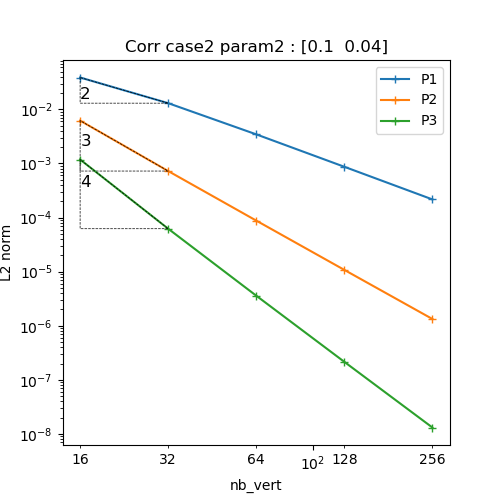 Corr case2 param2 : [0.1 0.04]
P1
P2
P3
2
3
4
10⁻²
10⁻³
10⁻⁴
10⁻⁵
10⁻⁶
10⁻⁷
10⁻⁸
L2 norm
16 32 64 10² 128 256
nb_vert